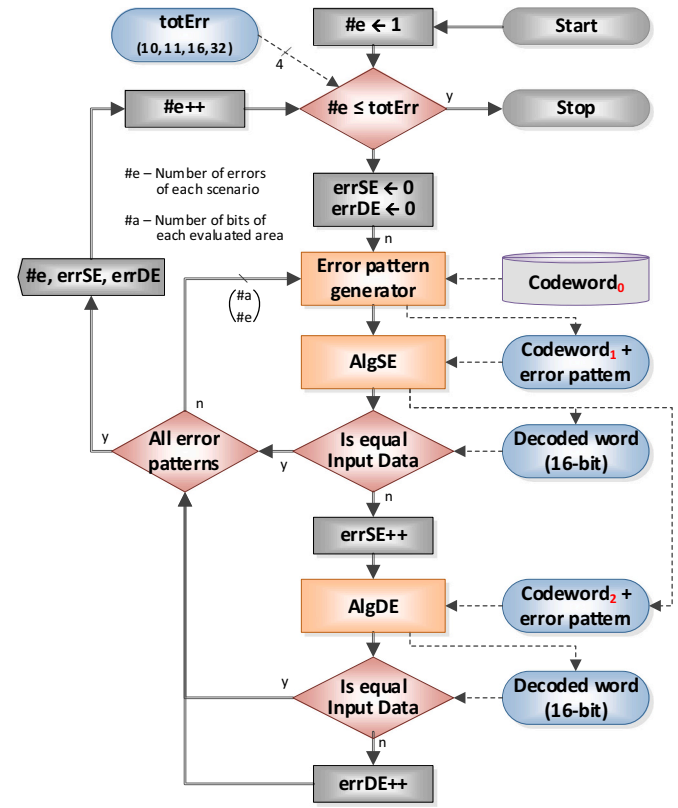 totErr
(10, 11, 16, 32)
4
#e ← 1
Start
#e++
#e ≤ totErr
y
Stop
#e – Number of errors
of each scenario
#a – Number of bits of
each evaluated area
errSE ← 0
errDE ← 0
n
#e, errSE, errDE
(#a
#e)
Error pattern
generator
Codeword0
AlgSE
Codeword1 +
error pattern
n
y
All error
patterns
y
Is equal
Input Data
Decoded word
(16-bit)
n
errSE++
AlgDE
Codeword2 +
error pattern
y
Is equal
Input Data
Decoded word
(16-bit)
n
errDE++